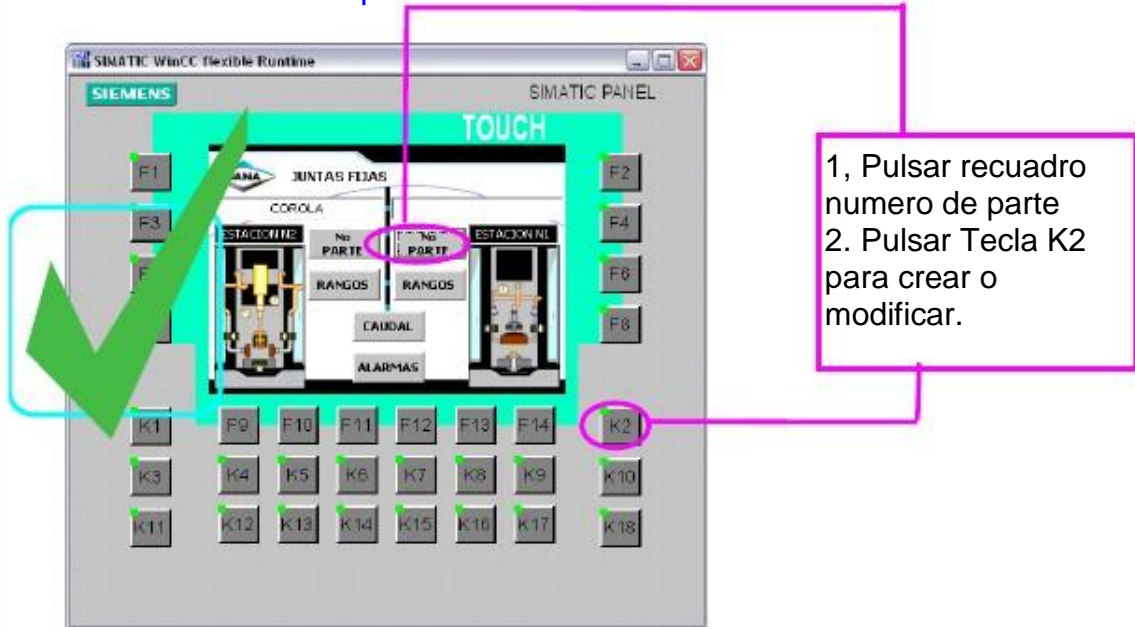 SIMATIC WinCC flexible Runtime
SIEMENS
SIMATIC PANEL
TOUCH
F1
F2
JUNTAS FIJAS
COROLA
F3
F4
ESTACION N2
No
PARTE
No
PARTE
ESTACION N1
F6
RANGOS
RANGOS
CAUDAL
F8
ALARMAS
K1
F9
F10
F11
F12
F13
F14
K2
K3
K4
K5
K6
K7
K8
K9
K10
K11
K12
K13
K14
K15
K16
K17
K18
1, Pulsar recuadro
numero de parte
2. Pulsar Tecla K2
para crear o
modificar.